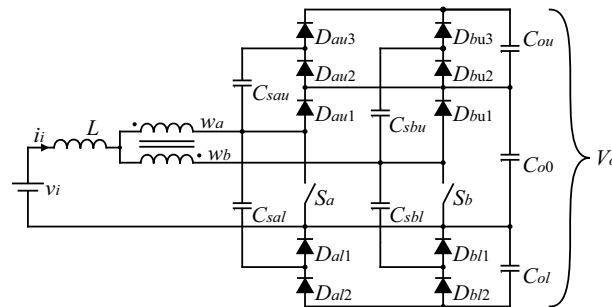 Dau3
Dbu3
Cou
Dau2
Dbu2
Csau
Dau1
Csbu
Dbu1
ii
L
wa
wb
Co0
Vo
vi
Csal
Sa
Csbl
Sb
Dal1
Dbl1
Col
Dal2
Dbl2